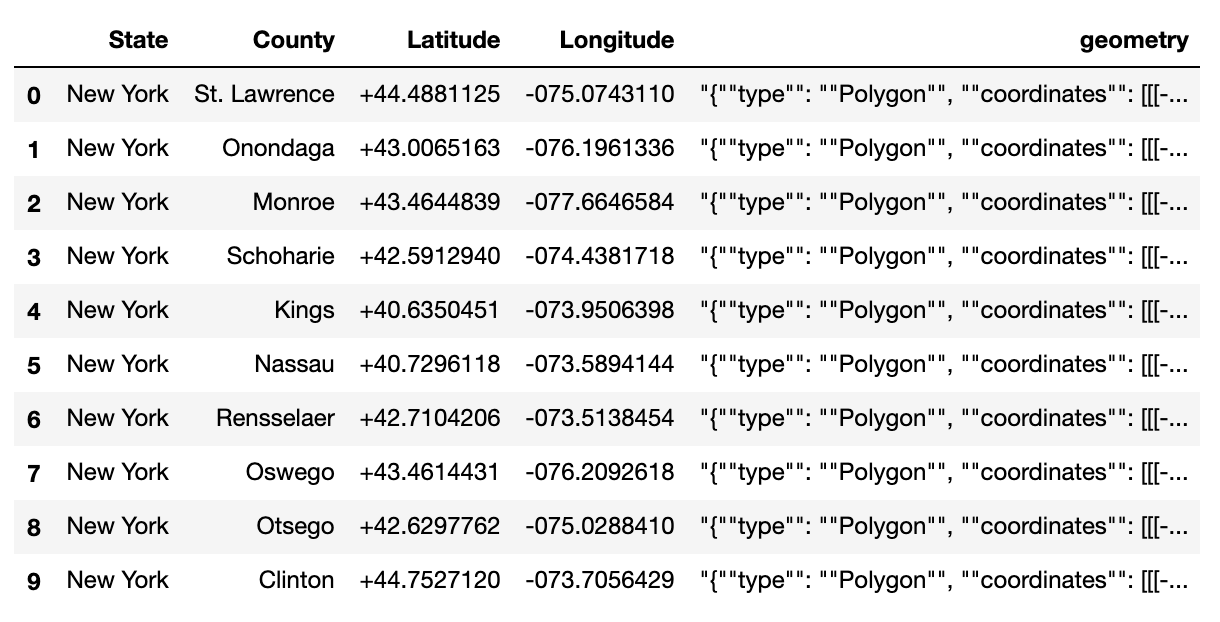 State County Latitude Longitude geometry
0 New York St. Lawrence +44.4881125 -075.0743110 "{""type"": ""Polygon"", ""coordinates"": [[[-...
1 New York Onondaga +43.0065163 -076.1961336 "{""type"": ""Polygon"", ""coordinates"": [[[-...
2 New York Monroe +43.4644839 -077.6646584 "{""type"": ""Polygon"", ""coordinates"": [[[-...
3 New York Schoharie +42.5912940 -074.4381718 "{""type"": ""Polygon"", ""coordinates"": [[[-...
4 New York Kings +40.6350451 -073.9506398 "{""type"": ""Polygon"", ""coordinates"": [[[-...
5 New York Nassau +40.7296118 -073.5894144 "{""type"": ""Polygon"", ""coordinates"": [[[-...
6 New York Rensselaer +42.7104206 -073.5138454 "{""type"": ""Polygon"", ""coordinates"": [[[-...
7 New York Oswego +43.4614431 -076.2092618 "{""type"": ""Polygon"", ""coordinates"": [[[-...
8 New York Otsego +42.6297762 -075.0288410 "{""type"": ""Polygon"", ""coordinates"": [[[-...
9 New York Clinton +44.7527120 -073.7056429 "{""type"": ""Polygon"", ""coordinates"": [[[-...